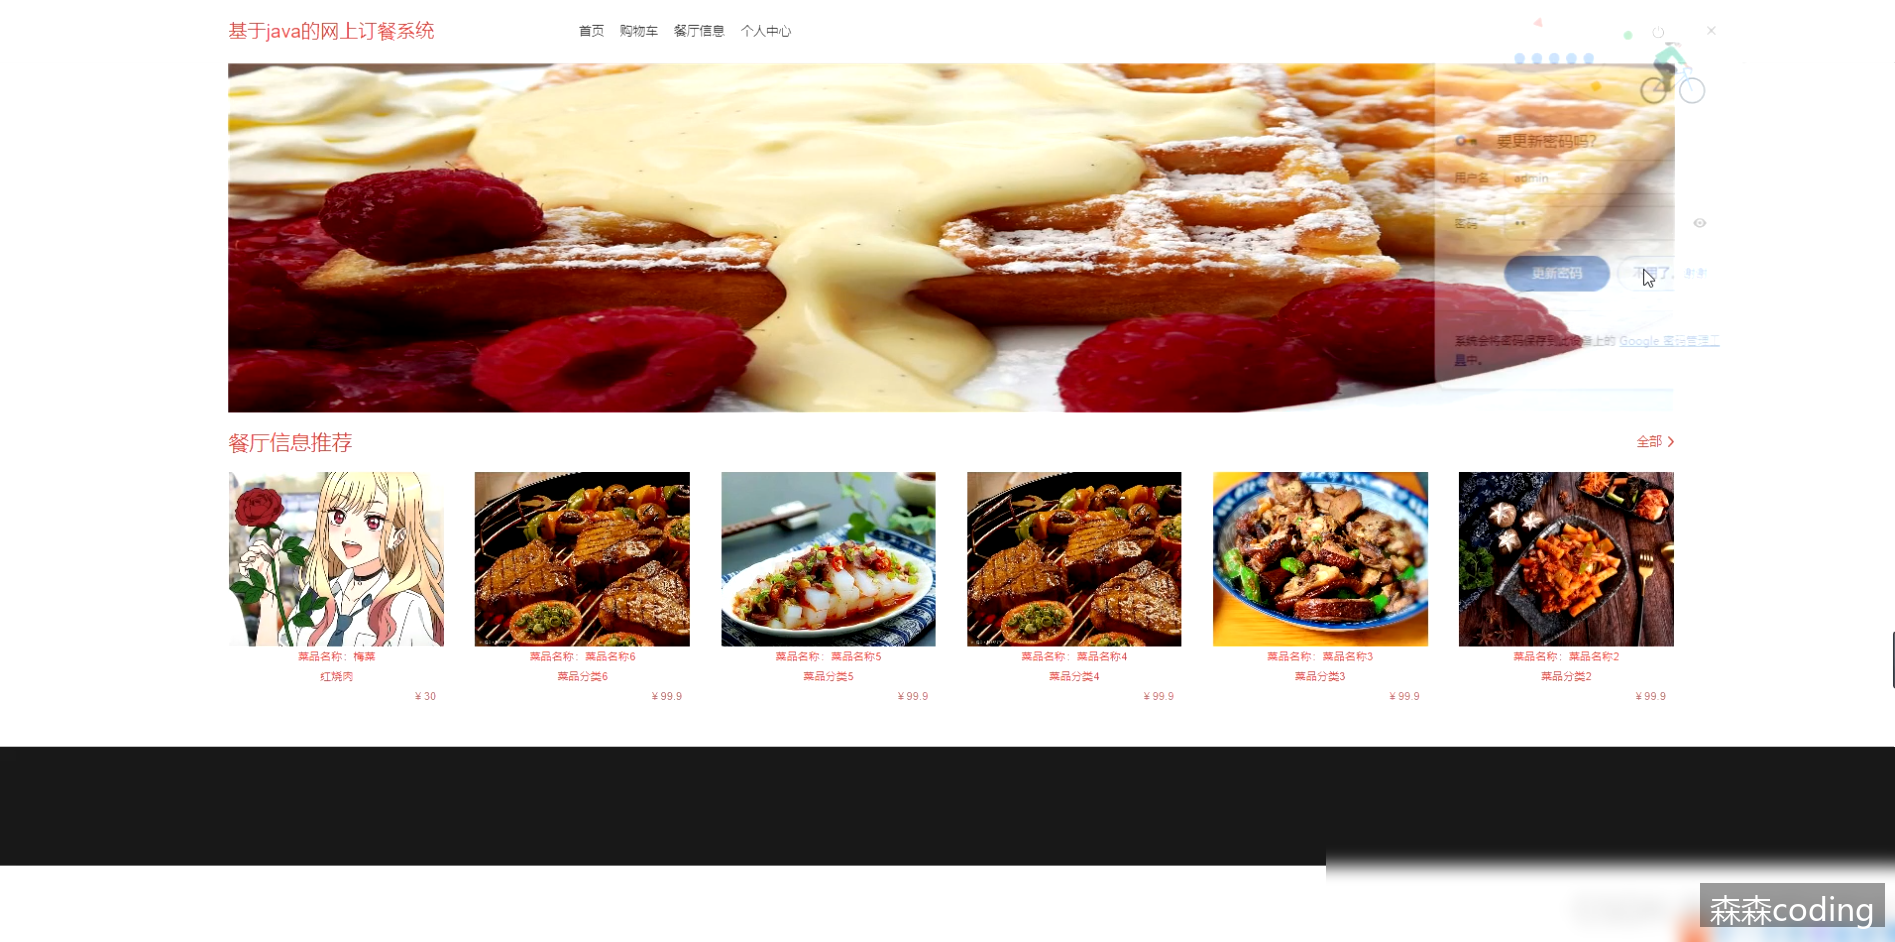 基于java的网上订餐系统
首页 购物车 餐厅信息 个人中心
要更新密码吗?
用户名 admin
密码 ••
更新密码 不用了，谢谢
系统会将密码保存到此设备上的 Google 密码管理工
具中。
餐厅信息推荐
全部 >
菜品名称：梅菜
红烧肉
¥ 30
菜品名称：菜品名称6
菜品分类6
¥ 99.9
菜品名称：菜品名称5
菜品分类5
¥ 99.9
菜品名称：菜品名称4
菜品分类4
¥ 99.9
菜品名称：菜品名称3
菜品分类3
¥ 99.9
菜品名称：菜品名称2
菜品分类2
¥ 99.9
森森coding